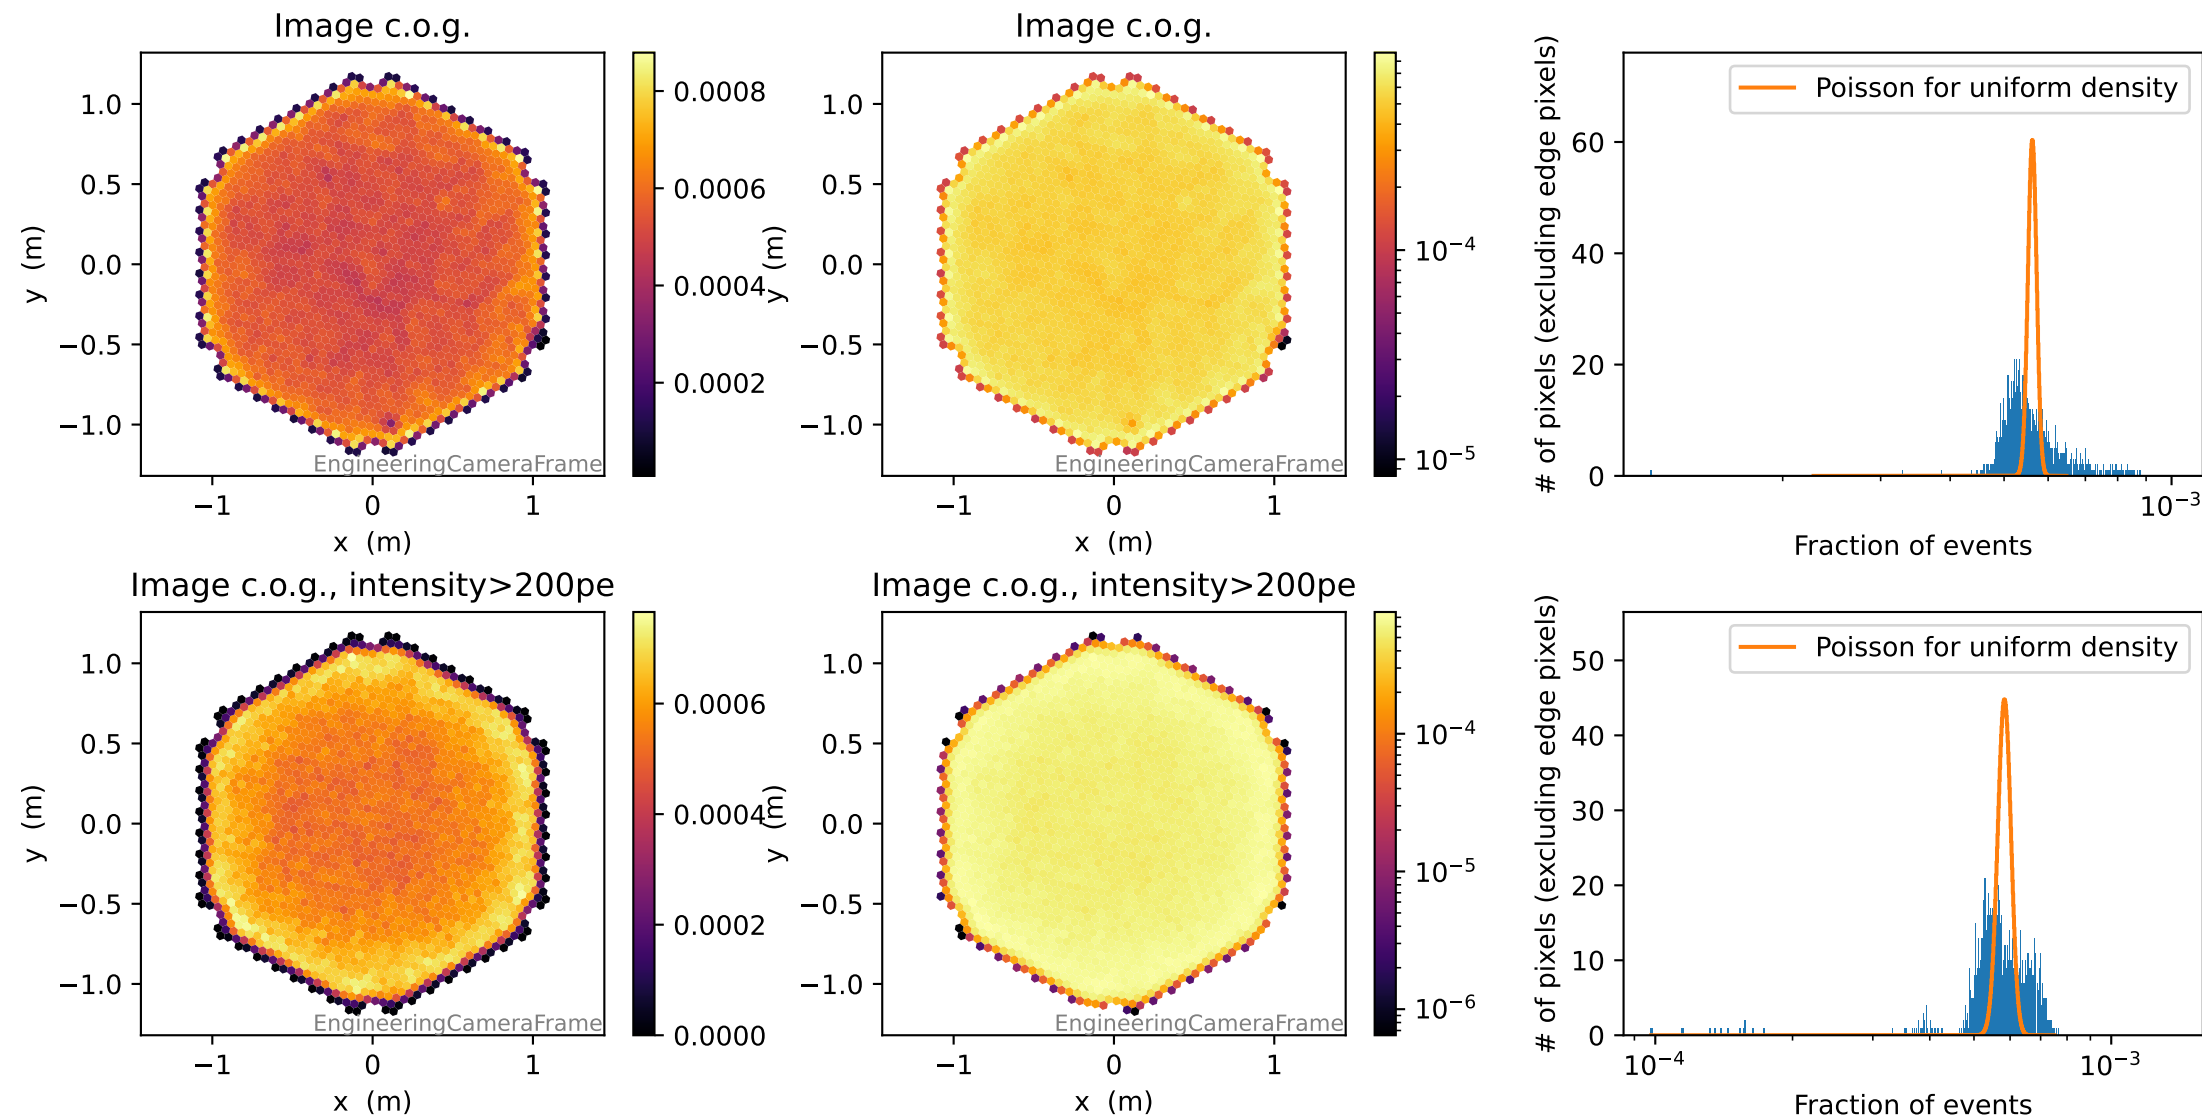 Image c.o.g.
1.0
0.5
0.0
−0.5
−1.0
y (m)
−1
0
1
x (m)
EngineeringCameraFrame
0.0008
0.0006
0.0004
0.0002
Image c.o.g.
1.0
0.5
0.0
−0.5
−1.0
y (m)
−1
0
1
x (m)
EngineeringCameraFrame
10⁻⁴
10⁻⁵
# of pixels (excluding edge pixels)
60
40
20
0
Poisson for uniform density
10⁻³
Fraction of events
Image c.o.g., intensity>200pe
1.0
0.5
0.0
−0.5
−1.0
y (m)
−1
0
1
x (m)
EngineeringCameraFrame
0.0006
0.0004
0.0002
0.0000
Image c.o.g., intensity>200pe
1.0
0.5
0.0
−0.5
−1.0
y (m)
−1
0
1
x (m)
EngineeringCameraFrame
10⁻⁴
10⁻⁵
10⁻⁶
# of pixels (excluding edge pixels)
50
40
30
20
10
0
Poisson for uniform density
10⁻⁴
10⁻³
Fraction of events